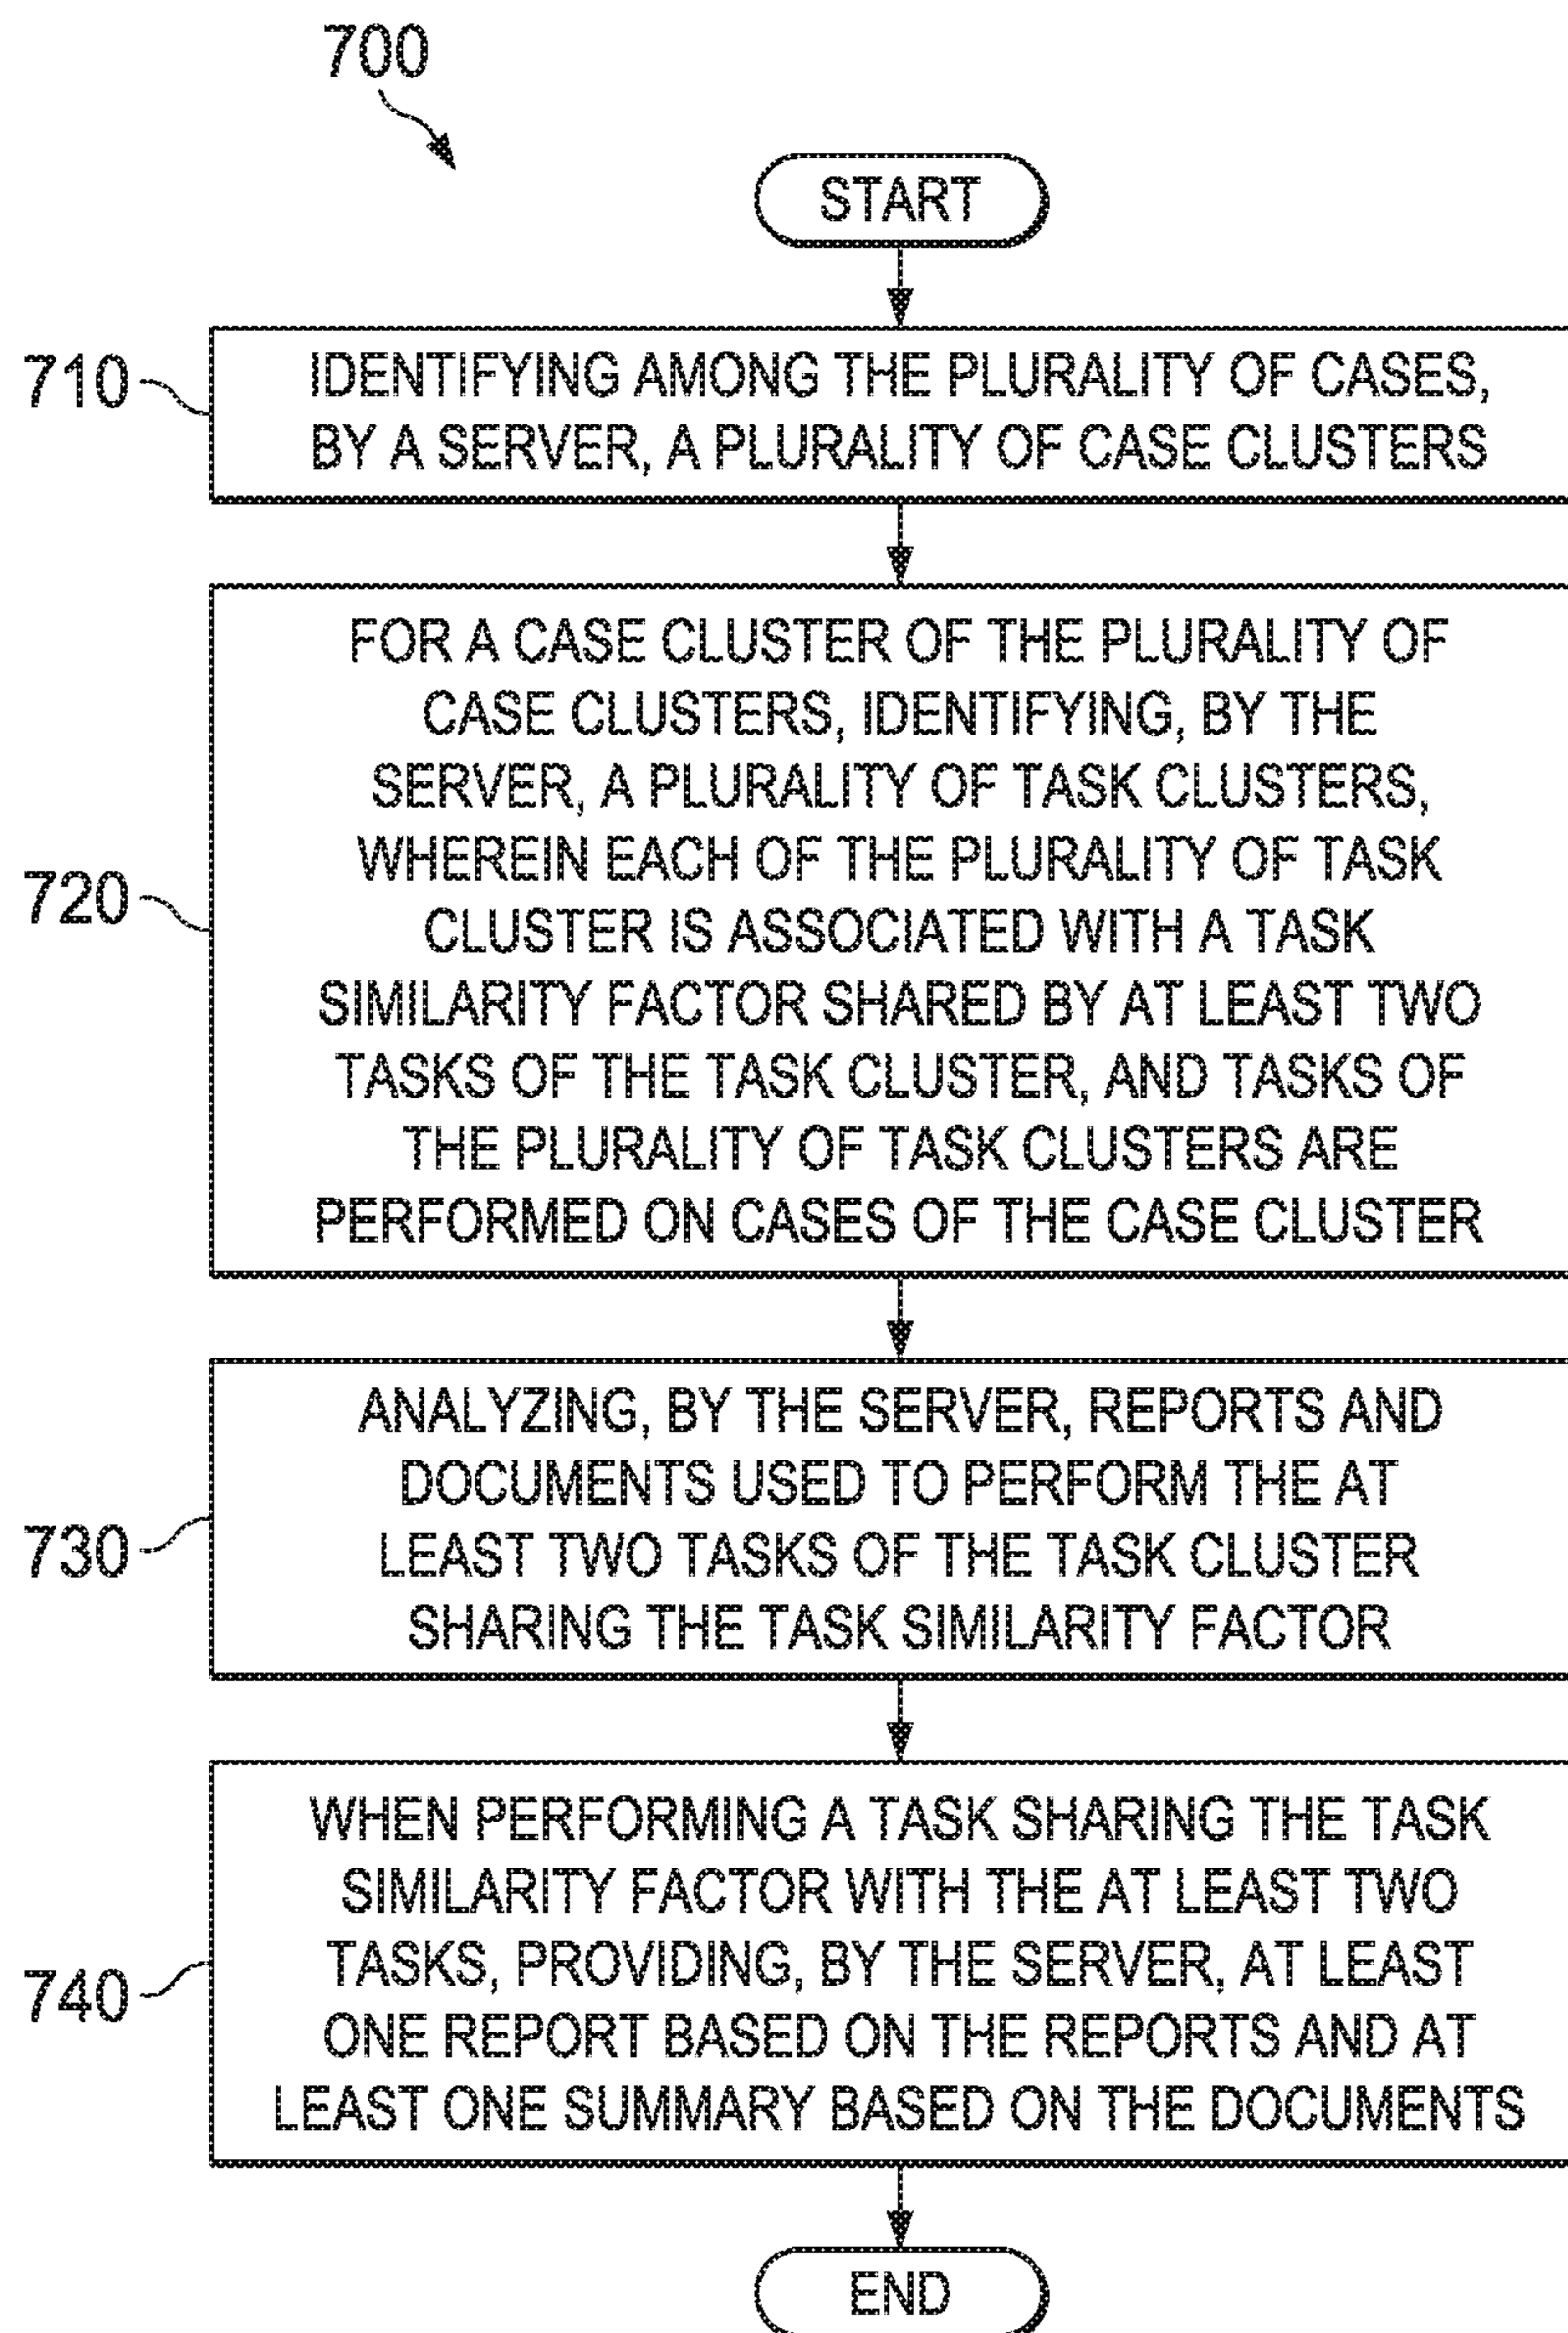 700
START
710
IDENTIFYING AMONG THE PLURALITY OF CASES,
BY A SERVER, A PLURALITY OF CASE CLUSTERS
720
FOR A CASE CLUSTER OF THE PLURALITY OF
CASE CLUSTERS, IDENTIFYING, BY THE
SERVER, A PLURALITY OF TASK CLUSTERS,
WHEREIN EACH OF THE PLURALITY OF TASK
CLUSTER IS ASSOCIATED WITH A TASK
SIMILARITY FACTOR SHARED BY AT LEAST TWO
TASKS OF THE TASK CLUSTER, AND TASKS OF
THE PLURALITY OF TASK CLUSTERS ARE
PERFORMED ON CASES OF THE CASE CLUSTER
730
ANALYZING, BY THE SERVER, REPORTS AND
DOCUMENTS USED TO PERFORM THE AT
LEAST TWO TASKS OF THE TASK CLUSTER
SHARING THE TASK SIMILARITY FACTOR
740
WHEN PERFORMING A TASK SHARING THE TASK
SIMILARITY FACTOR WITH THE AT LEAST TWO
TASKS, PROVIDING, BY THE SERVER, AT LEAST
ONE REPORT BASED ON THE REPORTS AND AT
LEAST ONE SUMMARY BASED ON THE DOCUMENTS
END